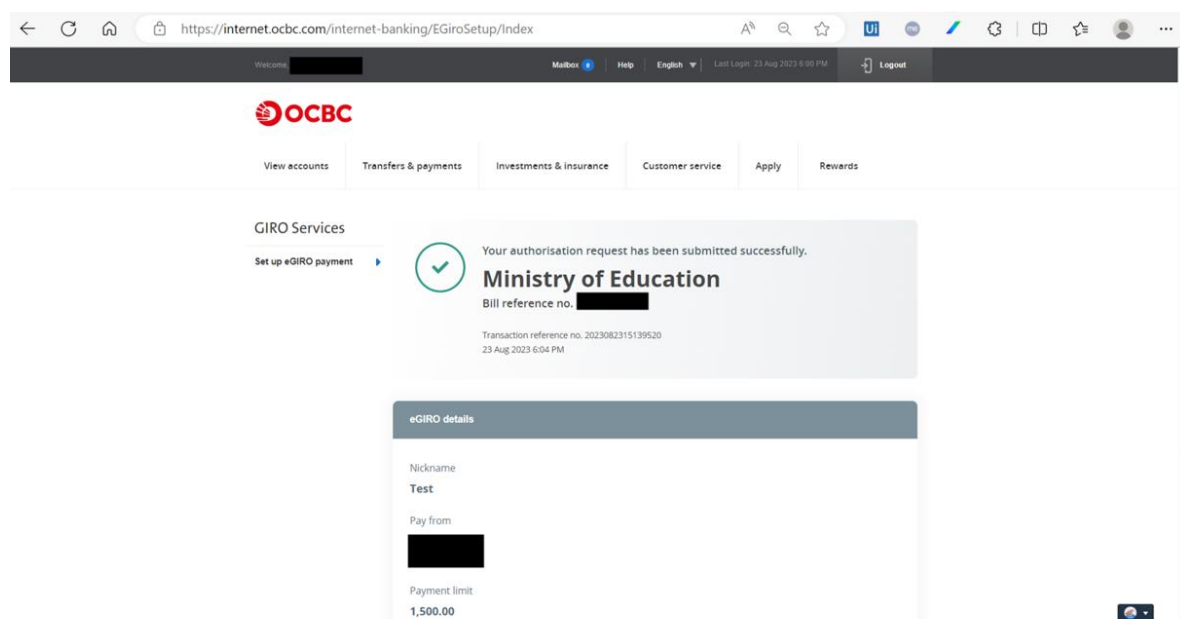 https://internet.ocbc.com/internet-banking/EGiroSetup/Index
Welcome, Mailbox Help English Last Login: 23 Aug 2023 6:00 PM Logout
OCBC
View accounts Transfers & payments Investments & insurance Customer service Apply Rewards
GIRO Services
Set up eGIRO payment
Your authorisation request has been submitted successfully.
Ministry of Education
Bill reference no.
Transaction reference no. 2023082315139520
23 Aug 2023 6:04 PM
eGIRO details
Nickname
Test
Pay from
Payment limit
1,500.00